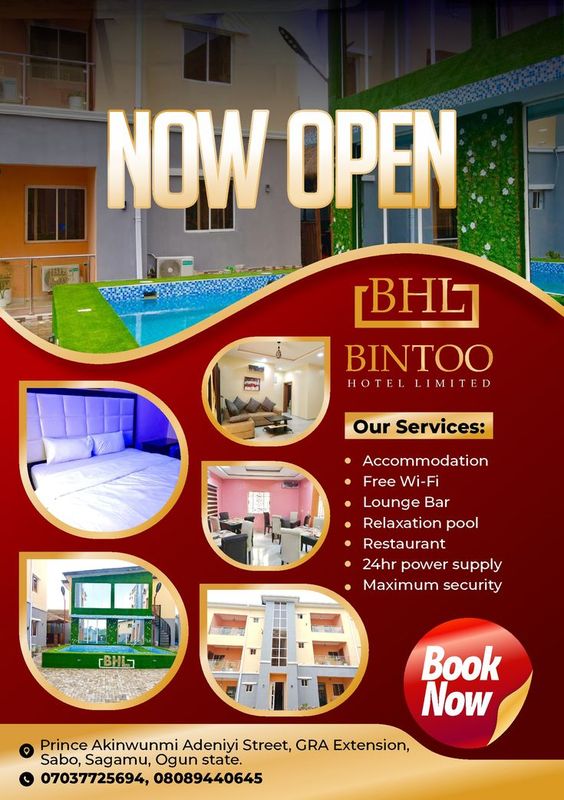 NOW OPEN
BHL
BINTOO
HOTEL LIMITED
Our Services:
Accommodation
Free Wi-Fi
Lounge Bar
Relaxation pool
Restaurant
24hr power supply
Maximum security
BHL
Book
Now
Prince Akinwunmi Adeniyi Street, GRA Extension,
Sabo, Sagamu, Ogun state.
07037725694, 08089440645